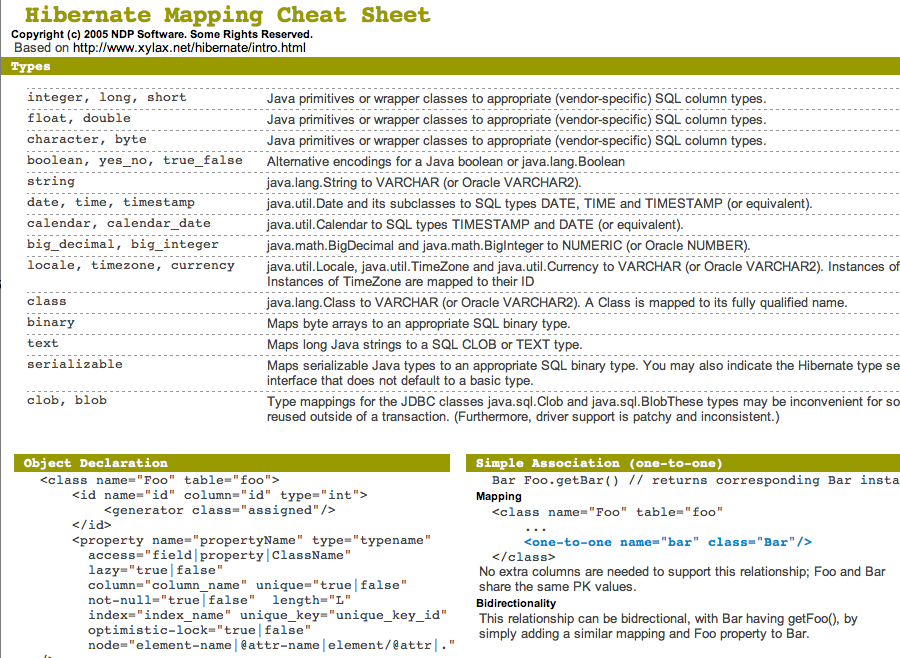 Hibernate Mapping Cheat Sheet
Copyright (c) 2005 NDP Software. Some Rights Reserved.
Based on http://www.xylax.net/hibernate/intro.html
Types
integer, long, short Java primitives or wrapper classes to appropriate (vendor-specific) SQL column types.
float, double Java primitives or wrapper classes to appropriate (vendor-specific) SQL column types.
character, byte Java primitives or wrapper classes to appropriate (vendor-specific) SQL column types.
boolean, yes_no, true_false Alternative encodings for a Java boolean or java.lang.Boolean
string java.lang.String to VARCHAR (or Oracle VARCHAR2).
date, time, timestamp java.util.Date and its subclasses to SQL types DATE, TIME and TIMESTAMP (or equivalent).
calendar, calendar_date java.util.Calendar to SQL types TIMESTAMP and DATE (or equivalent).
big_decimal, big_integer java.math.BigDecimal and java.math.BigInteger to NUMERIC (or Oracle NUMBER).
locale, timezone, currency java.util.Locale, java.util.TimeZone and java.util.Currency to VARCHAR (or Oracle VARCHAR2). Instances of
Instances of TimeZone are mapped to their ID
class java.lang.Class to VARCHAR (or Oracle VARCHAR2). A Class is mapped to its fully qualified name.
binary Maps byte arrays to an appropriate SQL binary type.
text Maps long Java strings to a SQL CLOB or TEXT type.
serializable Maps serializable Java types to an appropriate SQL binary type. You may also indicate the Hibernate type se
interface that does not default to a basic type.
clob, blob Type mappings for the JDBC classes java.sql.Clob and java.sql.BlobThese types may be inconvenient for so
reused outside of a transaction. (Furthermore, driver support is patchy and inconsistent.)
Object Declaration
<class name="Foo" table="foo">
<id name="id" column="id" type="int">
<generator class="assigned"/>
</id>
<property name="propertyName" type="typename"
access="field|property|ClassName"
lazy="true|false"
column="column_name" unique="true|false"
not-null="true|false" length="L"
index="index_name" unique_key="unique_key_id"
optimistic-lock="true|false"
node="element-name|@attr-name|element/@attr|."
/>
Simple Association (one-to-one)
Bar Foo.getBar() // returns corresponding Bar insta
Mapping
<class name="Foo" table="foo"
...
<one-to-one name="bar" class="Bar"/>
</class>
No extra columns are needed to support this relationship; Foo and Bar
share the same PK values.
Bidirectionality
This relationship can be bidrectional, with Bar having getFoo(), by
simply adding a similar mapping and Foo property to Bar.